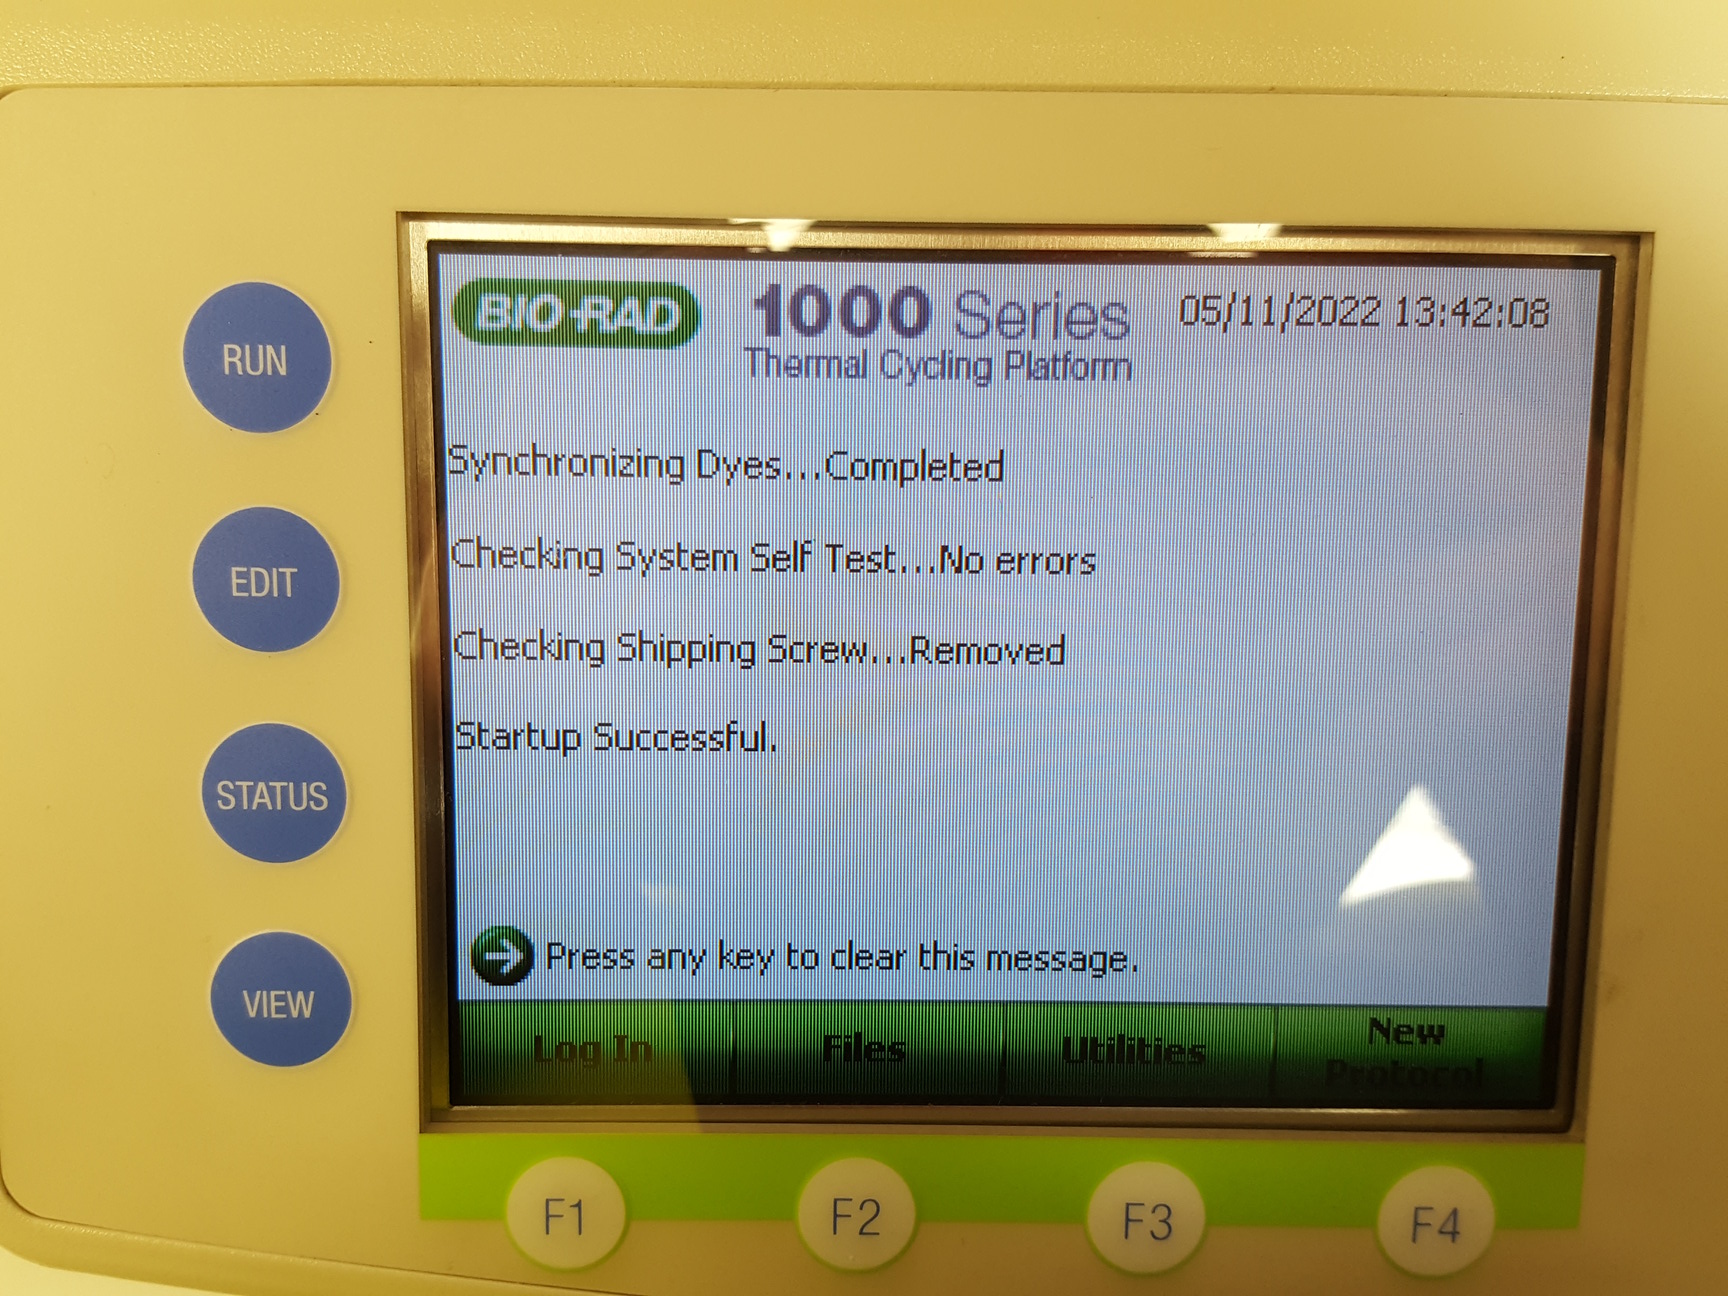 BIO-RAD
1000 Series
Thermal Cycling Platform
05/11/2022 13:42:08
Synchronizing Dyes...Completed
Checking System Self Test...No errors
Checking Shipping Screw...Removed
Startup Successful.
Press any key to clear this message.
Log In
Files
Utilities
New
Protocol
RUN
EDIT
STATUS
VIEW
F1
F2
F3
F4